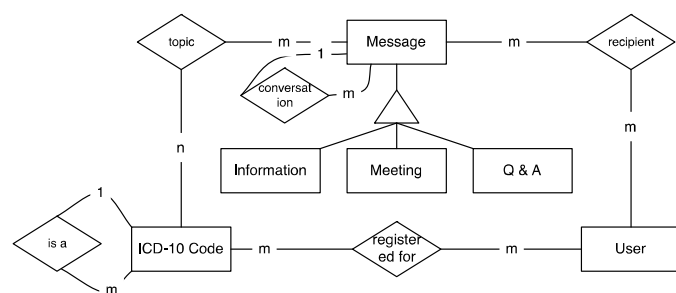 topic
m
Message
m
recipient
1
conversat
ion
m
n
m
Information
Meeting
Q & A
1
is a
m
ICD-10 Code
m
register
ed for
m
User